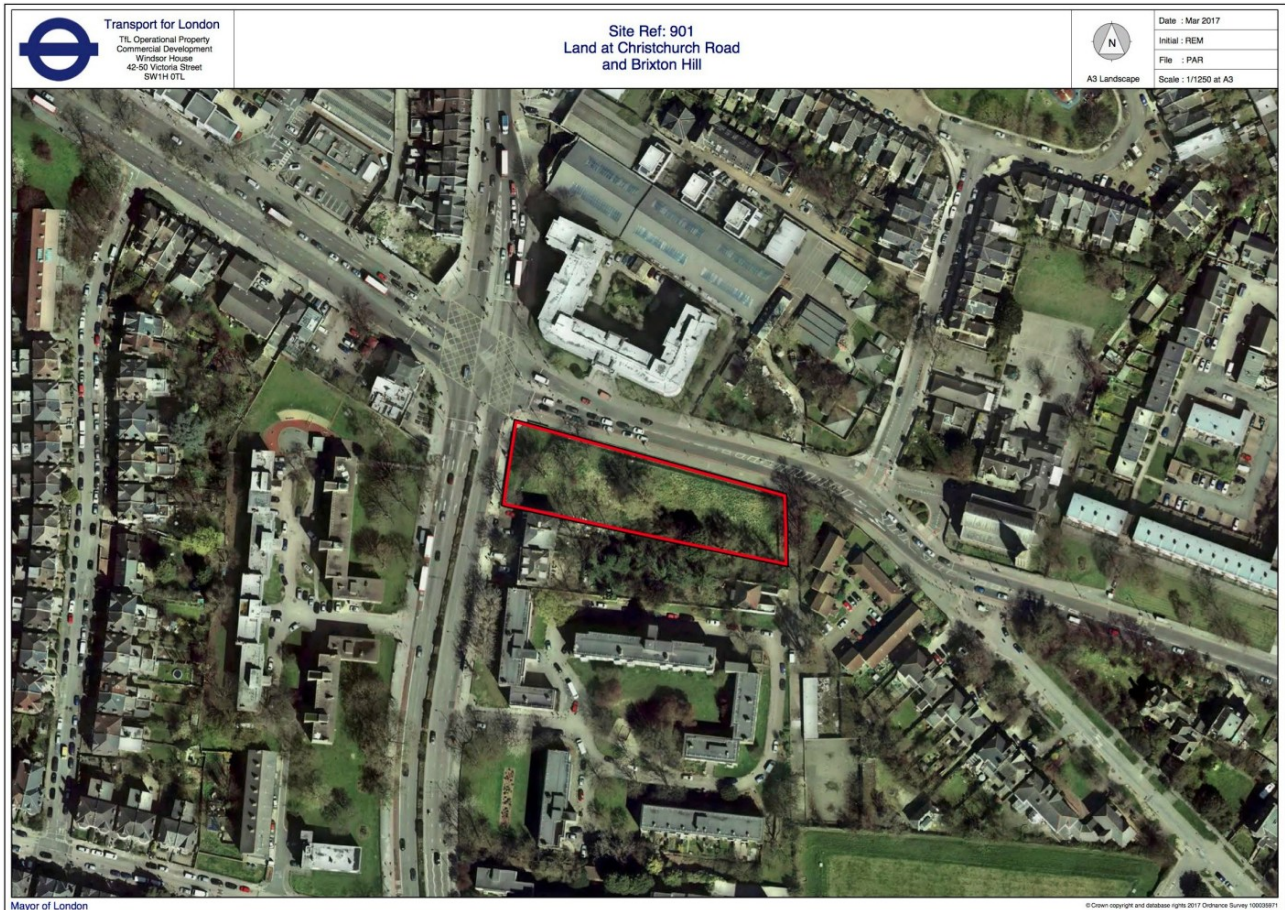 Transport for London
TfL Operational Property
Commercial Development
Windsor House
42-50 Victoria Street
SW1H 0TL
Site Ref: 901
Land at Christchurch Road
and Brixton Hill
N
A3 Landscape
Date : Mar 2017
Initial : REM
File : PAR
Scale : 1/1250 at A3
Mayor of London
© Crown copyright and database rights 2017 Ordnance Survey 100035971